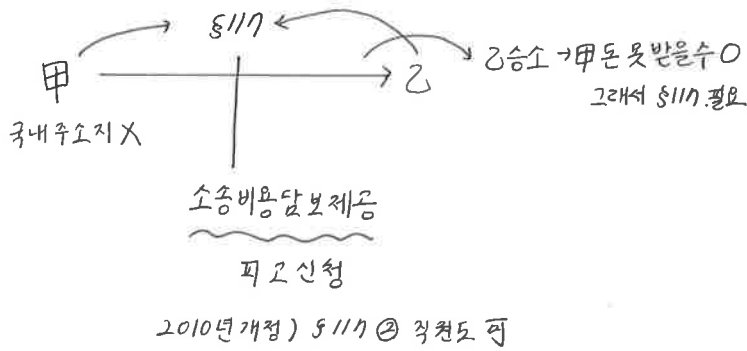 §117
甲 乙 乙승소→甲돈 못 받을 수 O
국내주소지X 그래서 §117.필요
소송비용담보제공
피고신청
2010년개정) §117② 직권도 可